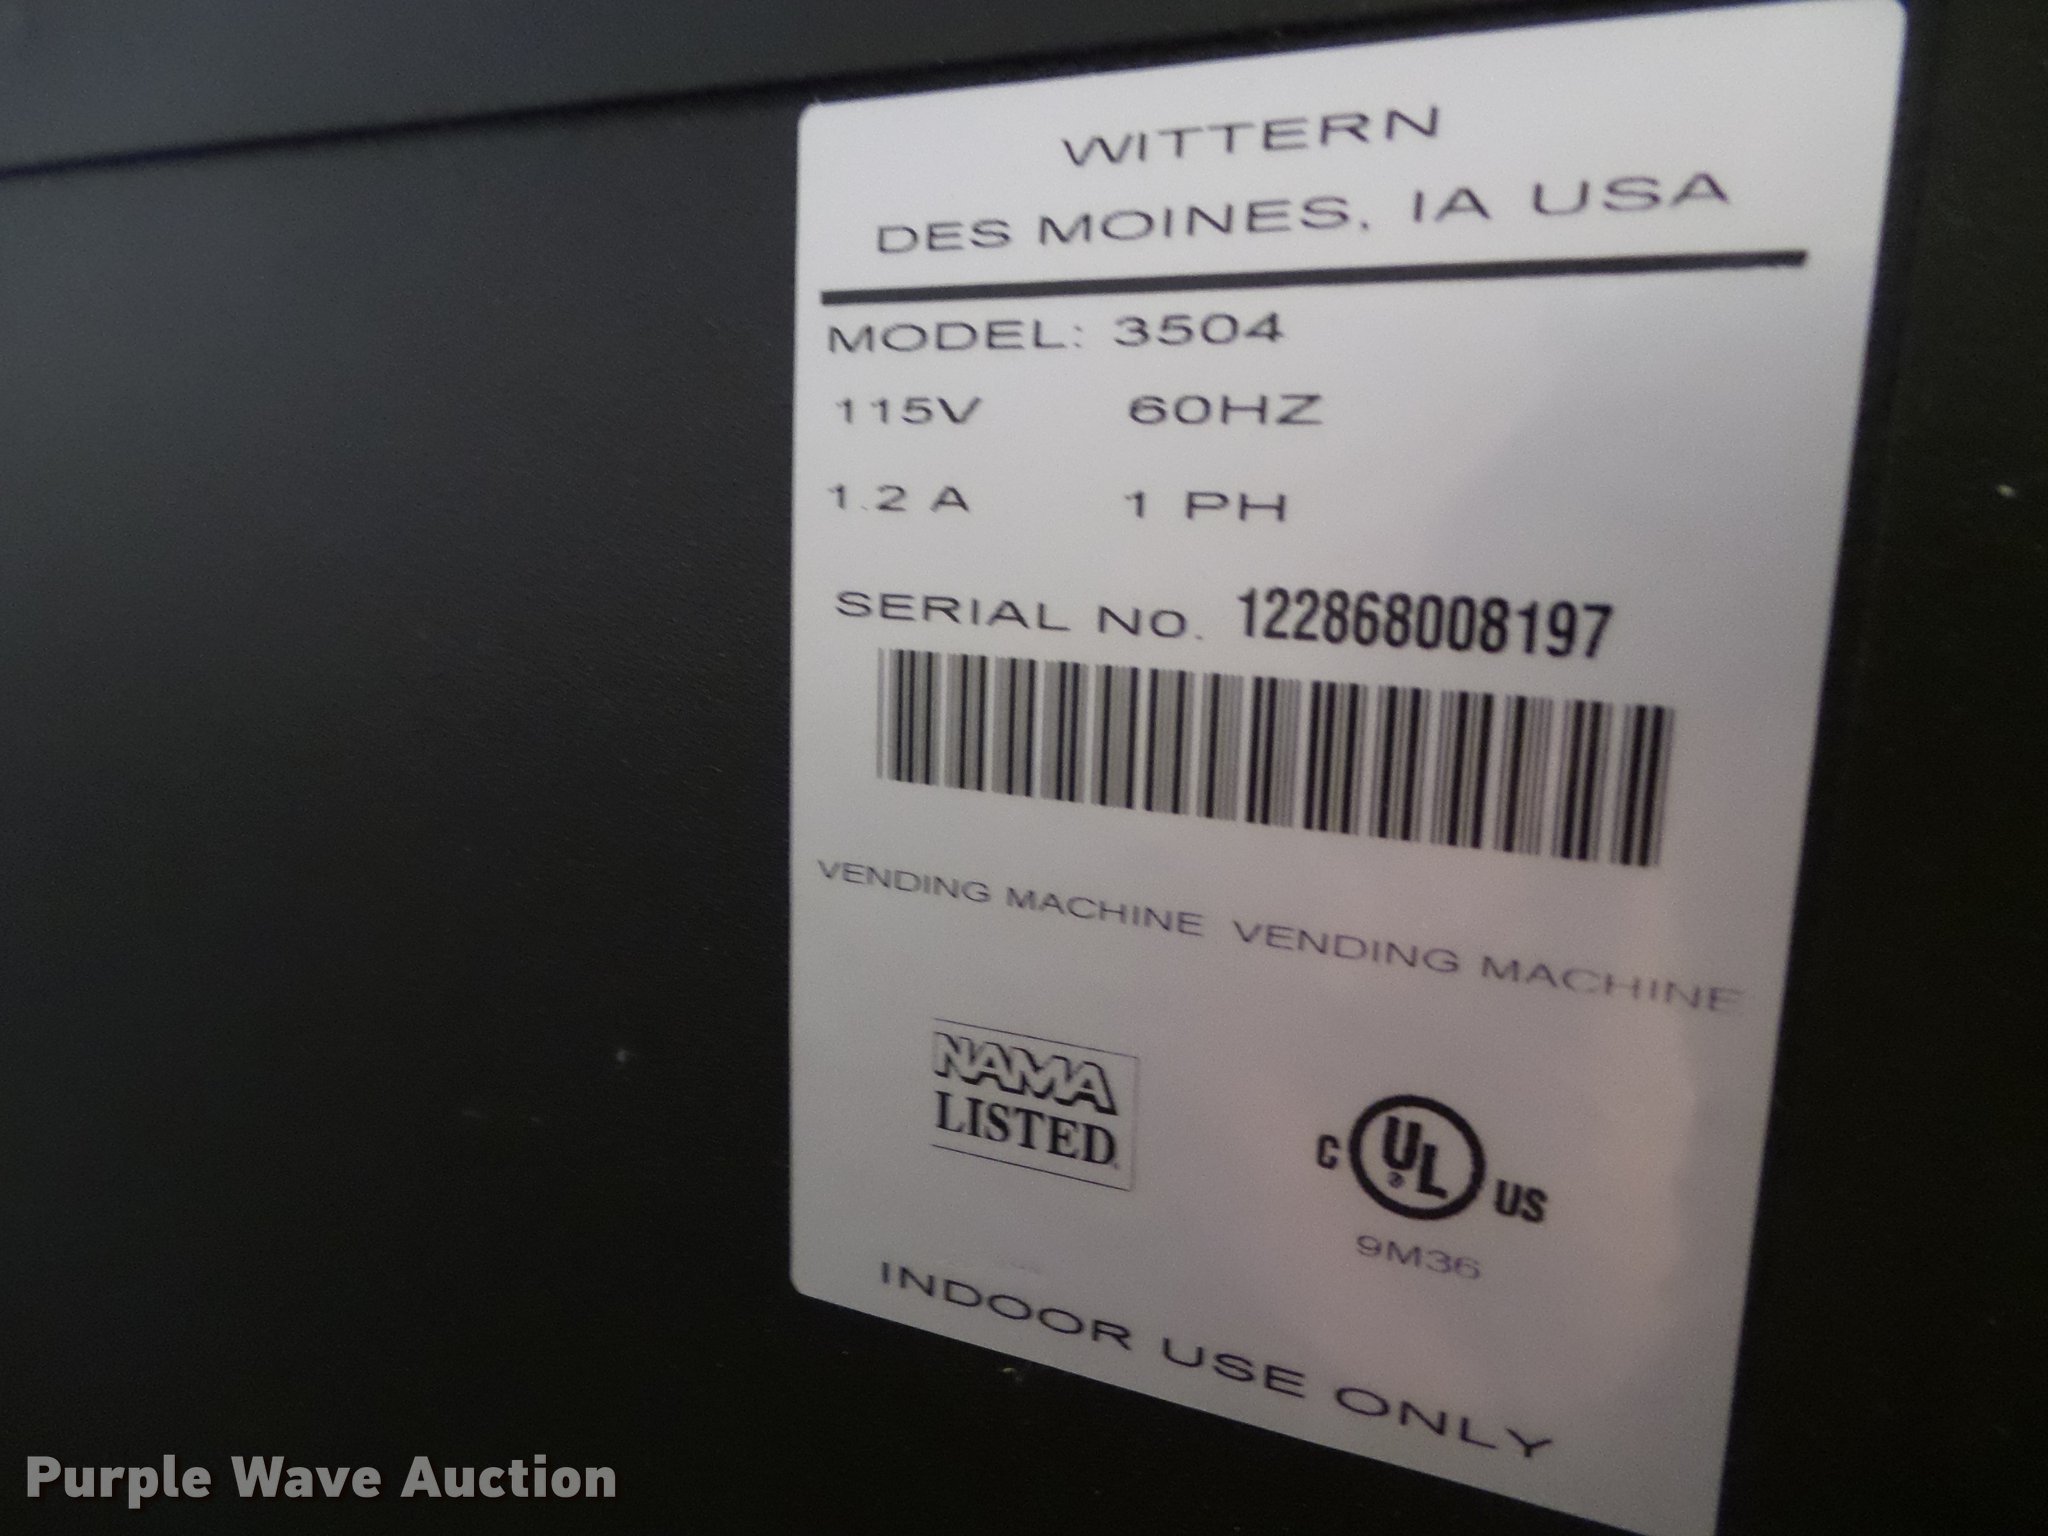 WITTERN
DES MOINES, IA USA
MODEL: 3504
115V 60HZ
1.2 A 1 PH
SERIAL NO. 122868008197
VENDING MACHINE VENDING MACHINE
NAMA
LISTED
C UL® US
9M36
INDOOR USE ONLY
Purple Wave Auction